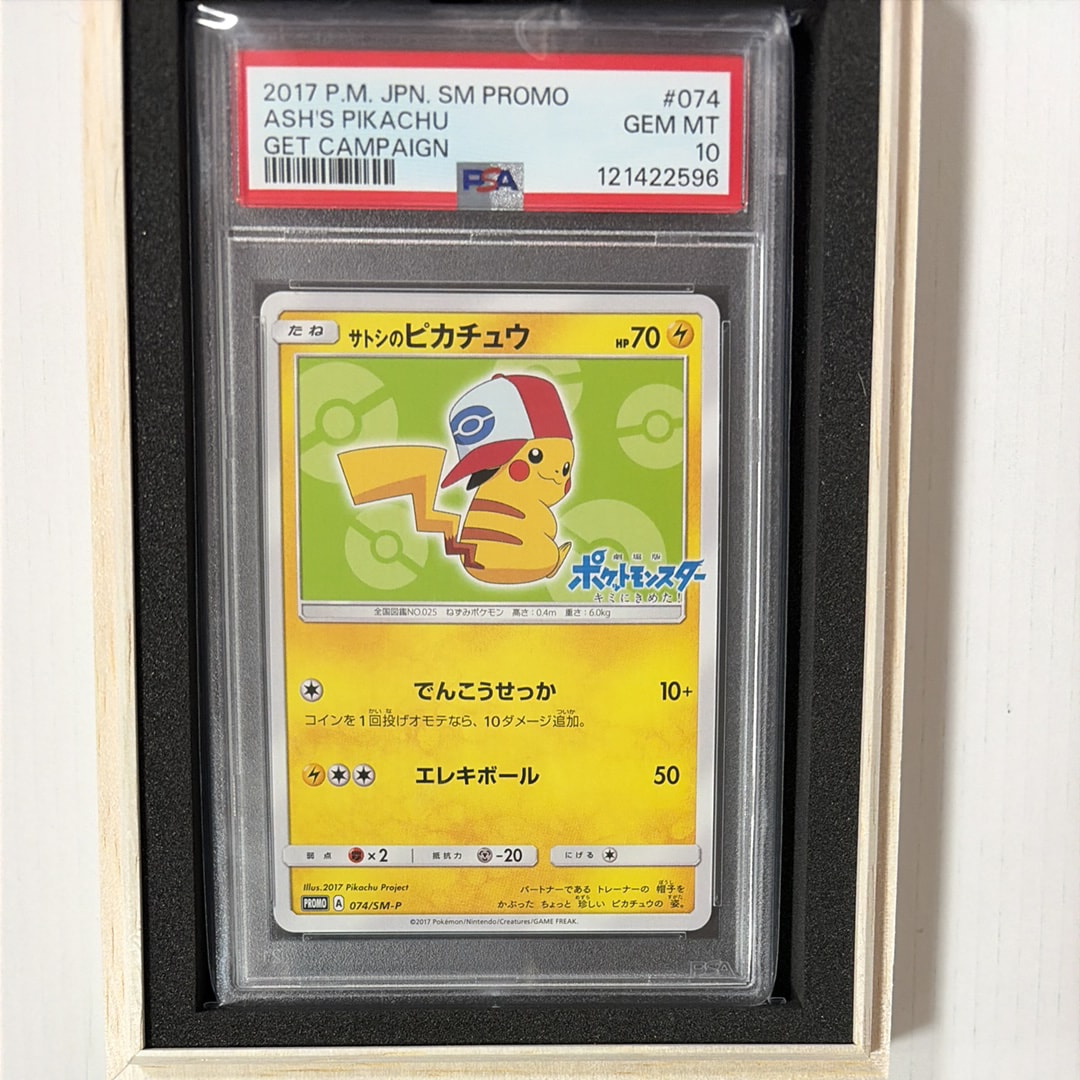 2017 P.M. JPN. SM PROMO #074
ASH'S PIKACHU GEM MT
GET CAMPAIGN 10
PSA 121422596
たね サトシのピカチュウ HP70
劇場版
ポケットモンスター
キミにきめた!
全国図鑑NO.025 ねずみポケモン 高さ:0.4m 重さ:6.0kg
でんこうせっか 10+
コインを1回投げオモテなら、10ダメージ追加。
エレキボール 50
弱点 ×2 抵抗力 -20 にげる
Illus.2017 Pikachu Project
パートナーである トレーナーの 帽子を
かぶった ちょっと 珍しい ピカチュウの 姿。
PROMO A 074/SM-P
©2017 Pokémon/Nintendo/Creatures/GAME FREAK.
PSA